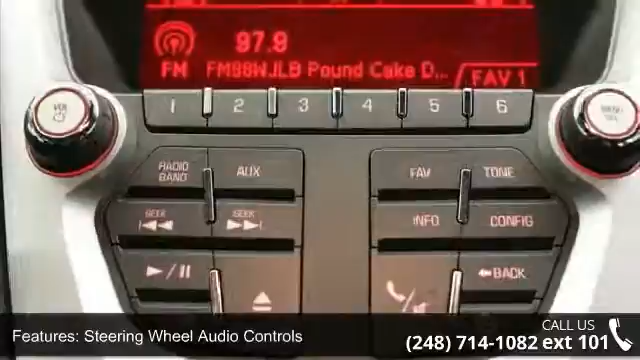 97.9
FM FM98WJLB Pound Cake D... FAV 1
VOL
1 2 3 4 5 6
RADIO BAND AUX FAV TONE
SEEK SEEK INFO CONFIG
BACK
Features: Steering Wheel Audio Controls
CALL US
(248) 714-1082 ext 101